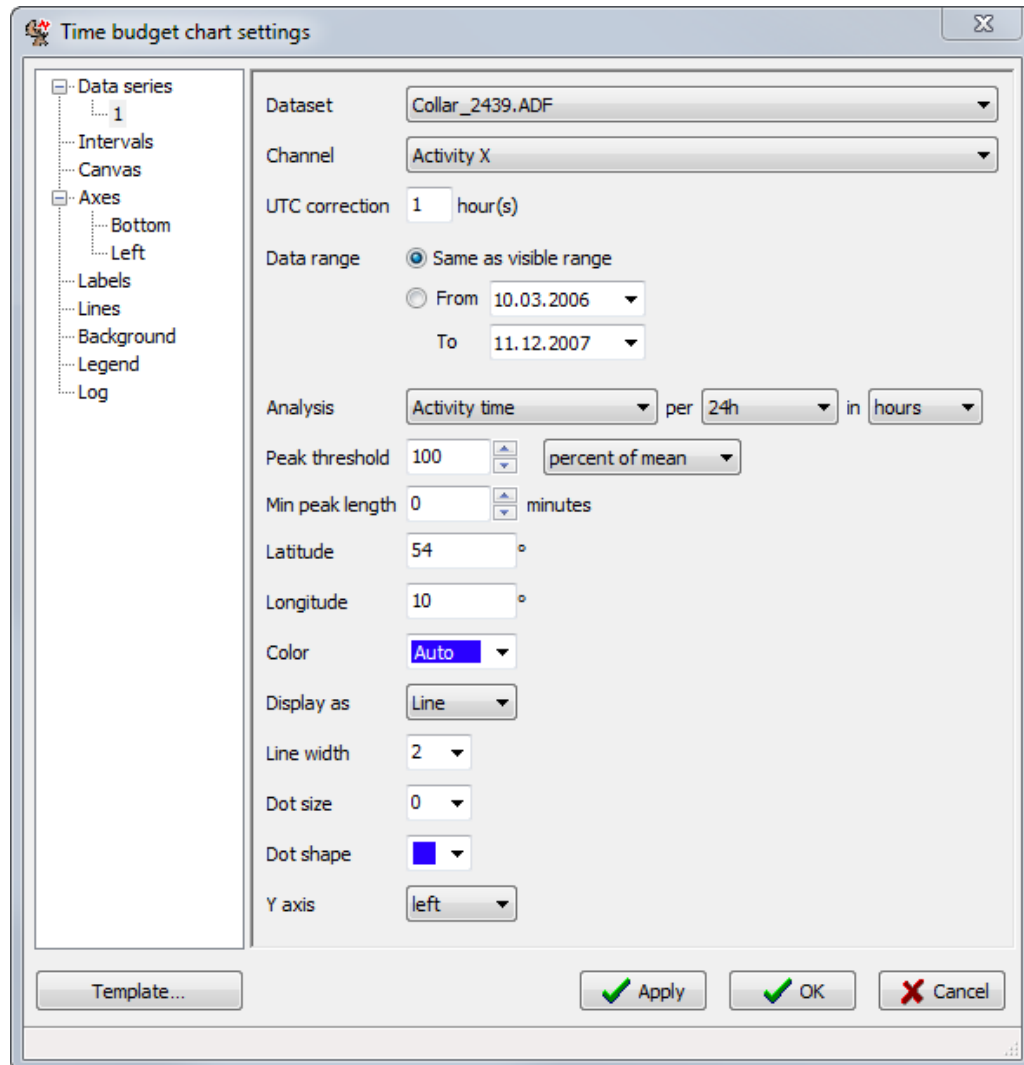 Time budget chart settings
Data series
1
Intervals
Canvas
Axes
Bottom
Left
Labels
Lines
Background
Legend
Log
Dataset Collar_2439.ADF
Channel Activity X
UTC correction 1 hour(s)
Data range Same as visible range
From 10.03.2006
To 11.12.2007
Analysis Activity time per 24h in hours
Peak threshold 100 percent of mean
Min peak length 0 minutes
Latitude 54 °
Longitude 10 °
Color Auto
Display as Line
Line width 2
Dot size 0
Dot shape
Y axis left
Template... Apply OK Cancel